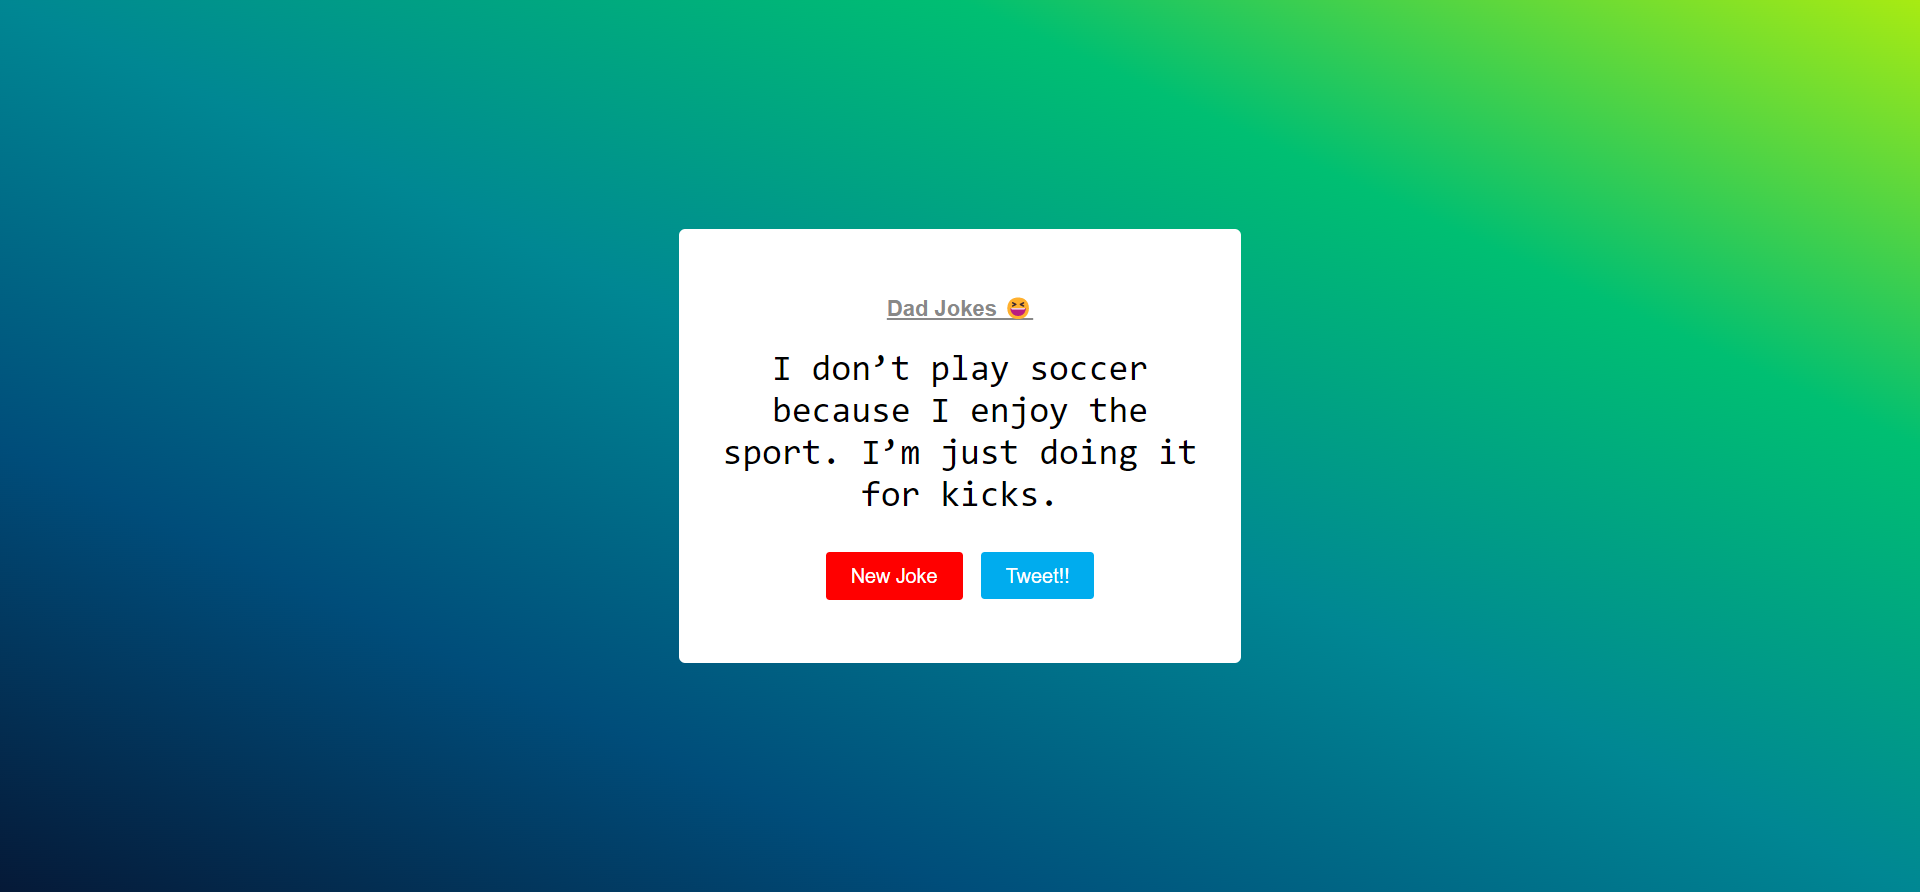 Dad Jokes 😆
I don’t play soccer
because I enjoy the
sport. I’m just doing it
for kicks.
New Joke
Tweet!!